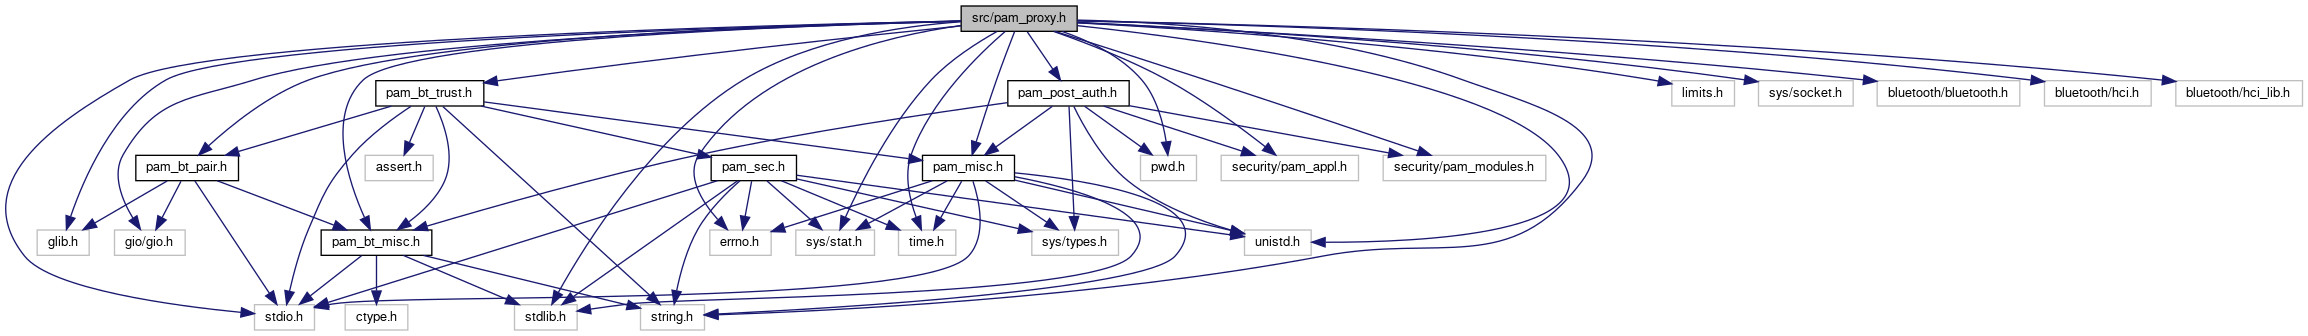 src/pam_proxy.h
pam_bt_trust.h
pam_post_auth.h
limits.h
sys/socket.h
bluetooth/bluetooth.h
bluetooth/hci.h
bluetooth/hci_lib.h
pam_bt_pair.h
assert.h
pam_sec.h
pam_misc.h
pwd.h
security/pam_appl.h
security/pam_modules.h
glib.h
gio/gio.h
pam_bt_misc.h
errno.h
sys/stat.h
time.h
sys/types.h
unistd.h
stdio.h
ctype.h
stdlib.h
string.h